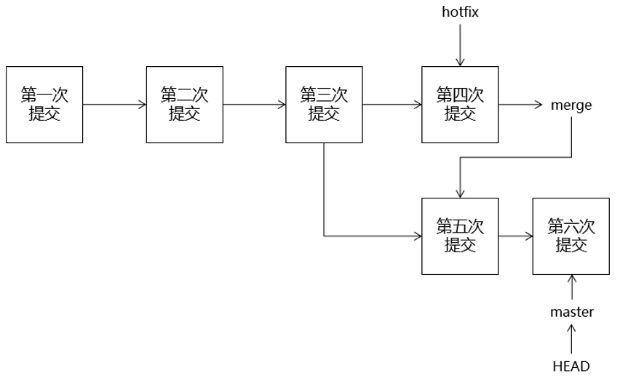 hotfix
第一次
提交
第二次
提交
第三次
提交
第四次
提交
merge
第五次
提交
第六次
提交
master
HEAD